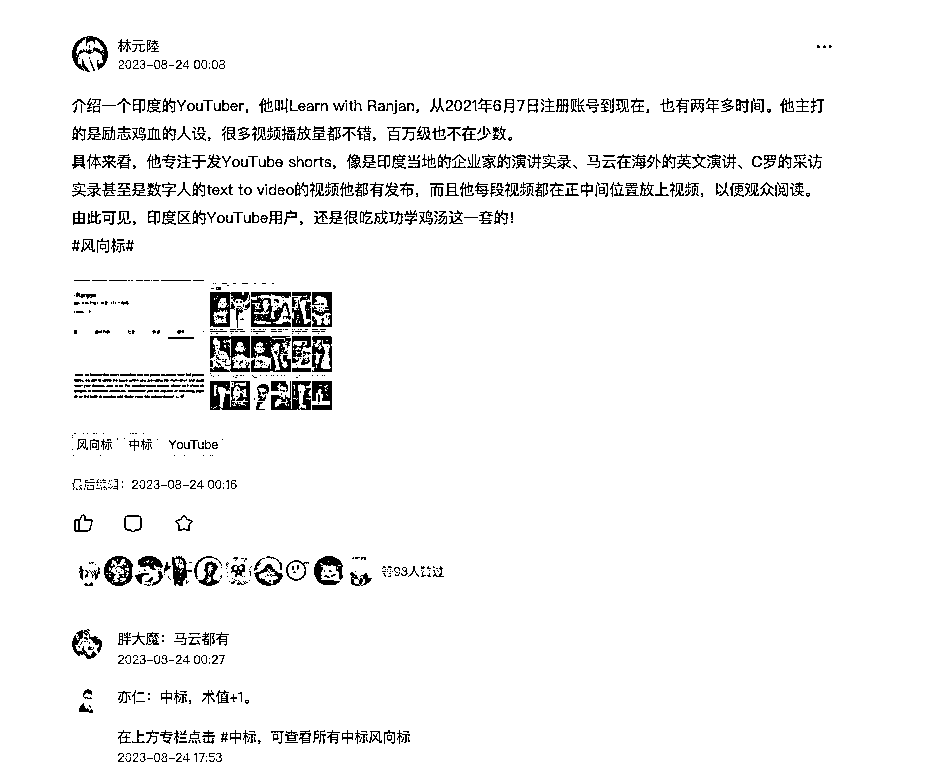 林元陸
2023-08-24 00:08
介绍一个印度的YouTuber，他叫Learn with Ranjan，从2021年6月7日注册账号到现在，也有两年多时间。他主打
的是励志鸡血的人设，很多视频播放量都不错，百万级也不在少数。
具体来看，他专注于发YouTube shorts，像是印度当地的企业家的演讲实录、马云在海外的英文演讲、C罗的采访
实录甚至是数字人的text to video的视频他都有发布，而且他每段视频都在正中间位置放上视频，以便观众阅读。
由此可见，印度区的YouTube用户，还是很吃成功学鸡汤这一套的！
#风向标#
风向标 中标 YouTube
最后编辑：2023-08-24 00:16
等93人赞过
胖大魔：马云都有
2023-08-24 00:27
亦仁：中标，术值+1。
在上方专栏点击 #中标，可查看所有中标风向标
2023-08-24 17:53